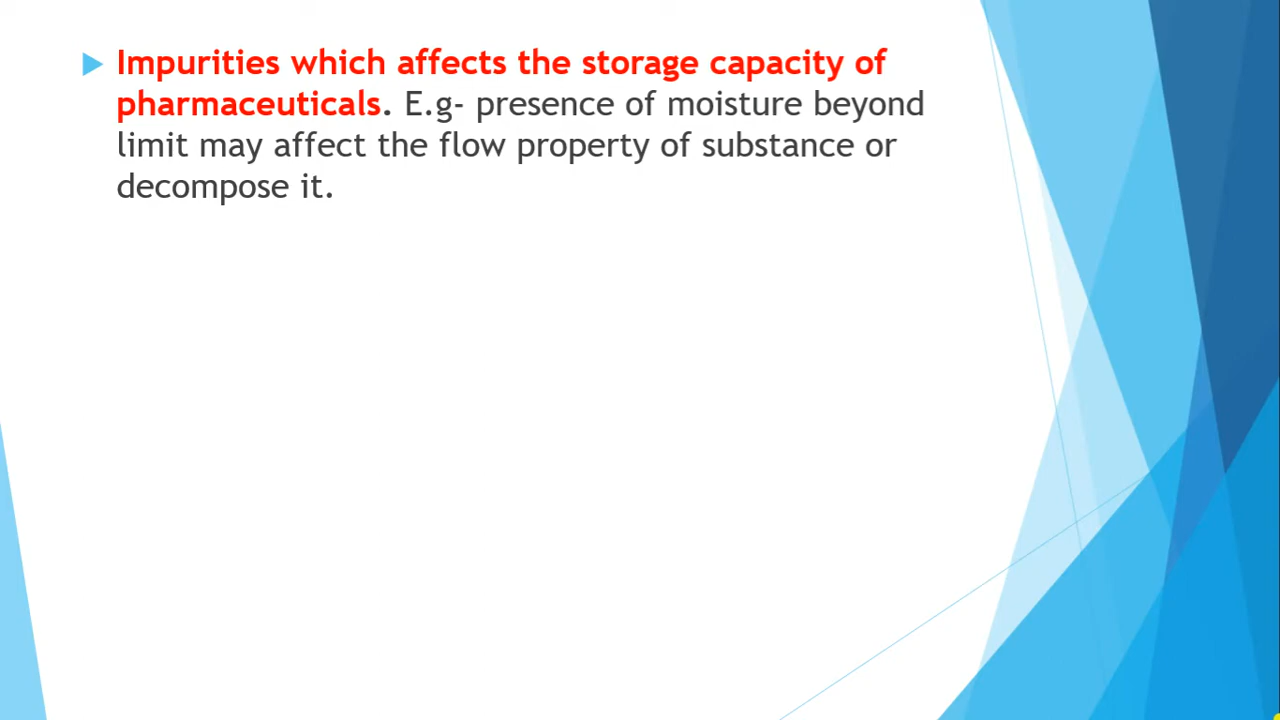 Impurities which affects the storage capacity of
pharmaceuticals. E.g- presence of moisture beyond
limit may affect the flow property of substance or
decompose it.